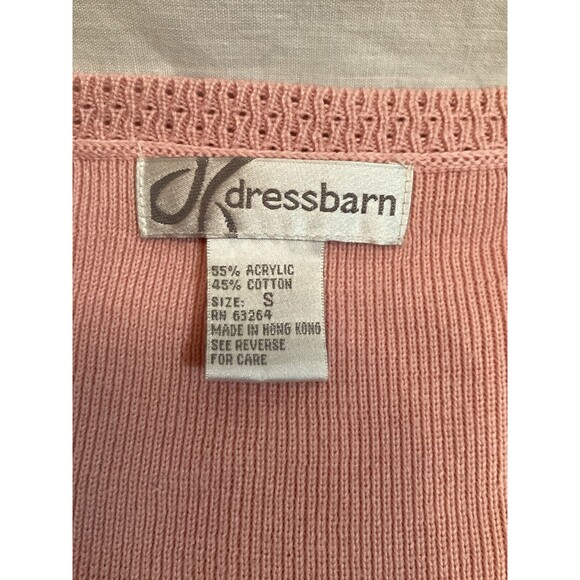 dressbarn
55% ACRYLIC
45% COTTON
SIZE: S
RN 63264
MADE IN HONG KONG
SEE REVERSE
FOR CARE